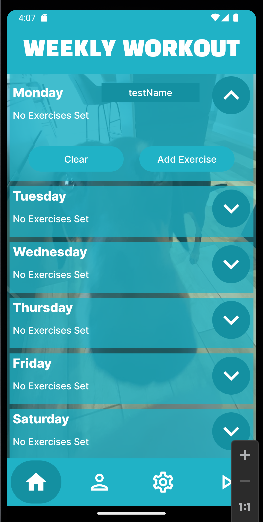 4:07
WEEKLY WORKOUT
Monday
testName
No Exercises Set
Clear
Add Exercise
Tuesday
No Exercises Set
Wednesday
No Exercises Set
Thursday
No Exercises Set
Friday
No Exercises Set
Saturday
No Exercises Set
1:1